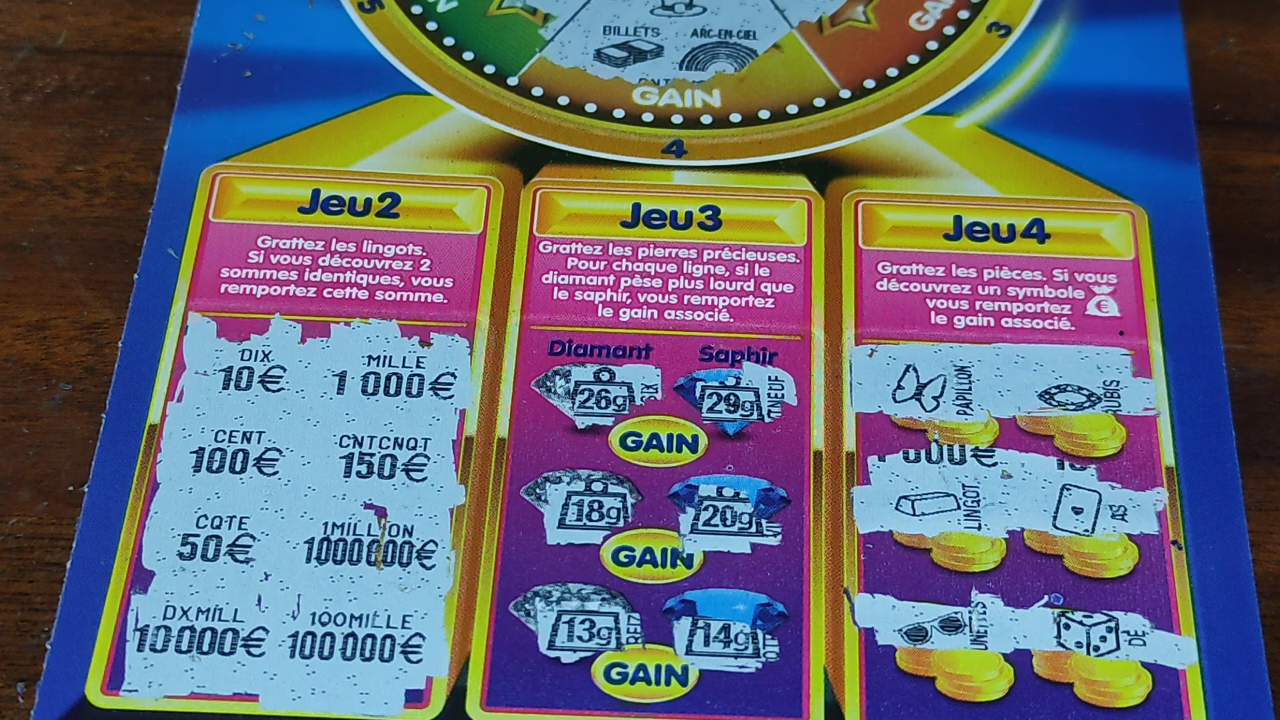 5
GAIN
BILLETS ARC-EN-CIEL
GAIN
3
4
Jeu2
Grattez les lingots.
Si vous découvrez 2
sommes identiques, vous
remportez cette somme.
DIX MILLE
10€ 1 000€
CENT CNTCNQT
100€ 150€
CQTE 1MILLION
50€ 1000000€
DXMILL 100MILLE
10000€ 100000€
Jeu3
Grattez les pierres précieuses.
Pour chaque ligne, si le
diamant pèse plus lourd que
le saphir, vous remportez
le gain associé.
Diamant Saphir
26g 29g
GAIN
18g 20g
GAIN
13g 14g
GAIN
Jeu4
Grattez les pièces. Si vous
découvrez un symbole
vous remportez
le gain associé.
PAPILLON
LINGOT AS
DÉ